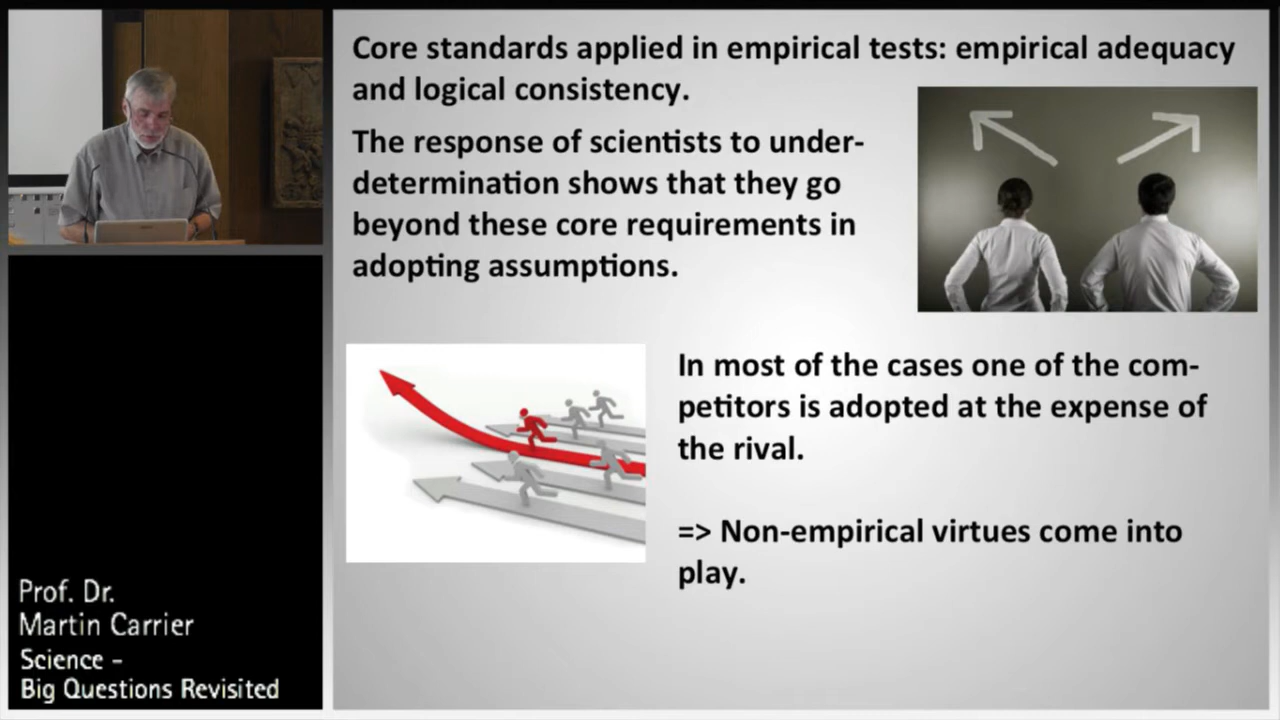 Core standards applied in empirical tests: empirical adequacy
and logical consistency.
The response of scientists to under-
determination shows that they go
beyond these core requirements in
adopting assumptions.
In most of the cases one of the com-
petitors is adopted at the expense of
the rival.
=> Non-empirical virtues come into
play.
Prof. Dr.
Martin Carrier
Science -
Big Questions Revisited